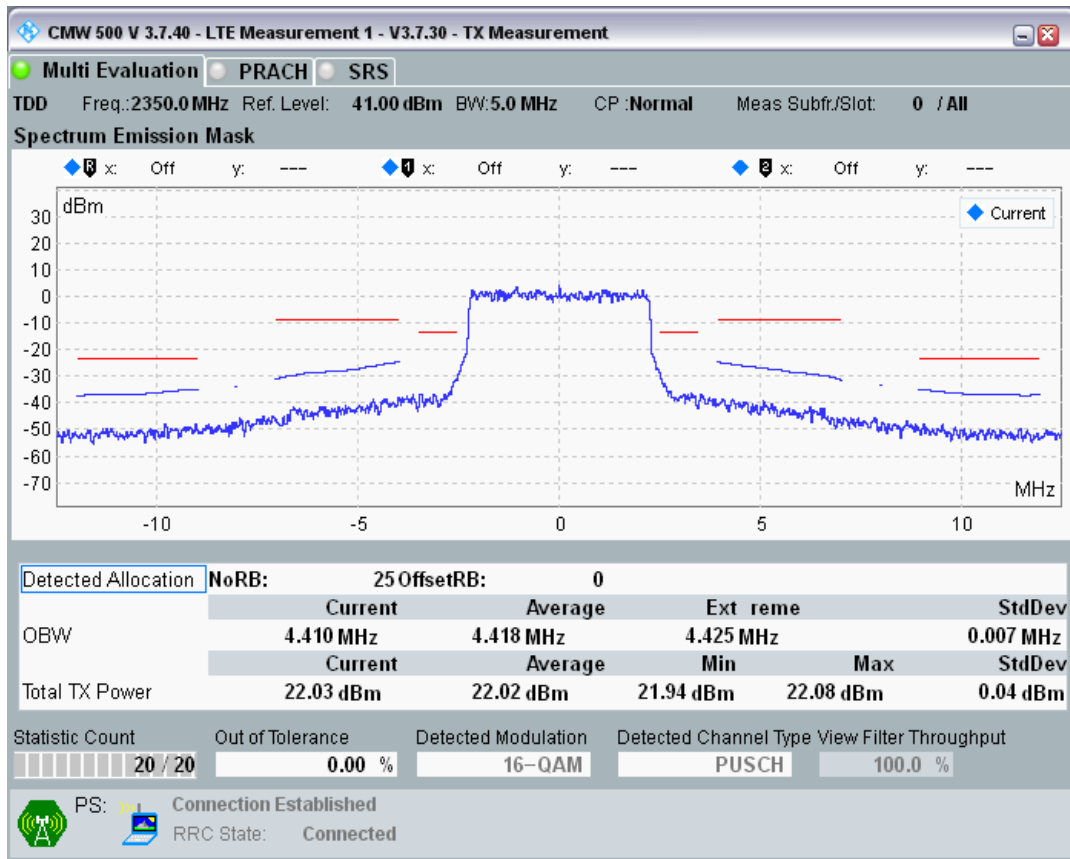 CMW 500 V 3.7.40 - LTE Measurement 1 - V3.7.30 - TX Measurement
Multi Evaluation PRACH SRS
TDD Freq.:2350.0 MHz Ref. Level: 41.00 dBm BW:5.0 MHz CP :Normal Meas Subfr./Slot: 0 / All
Spectrum Emission Mask
R x: Off y: --- 1 x: Off y: --- 2 x: Off y: ---
dBm
Current
30
20
10
0
-10
-20
-30
-40
-50
-60
-70
MHz
-10 -5 0 5 10
Detected Allocation NoRB: 25 OffsetRB: 0
Current Average Ext reme StdDev
OBW 4.410 MHz 4.418 MHz 4.425 MHz 0.007 MHz
Current Average Min Max StdDev
Total TX Power 22.03 dBm 22.02 dBm 21.94 dBm 22.08 dBm 0.04 dBm
Statistic Count Out of Tolerance Detected Modulation Detected Channel Type View Filter Throughput
20 / 20 0.00 % 16-QAM PUSCH 100.0 %
PS: Connection Established
RRC State: Connected